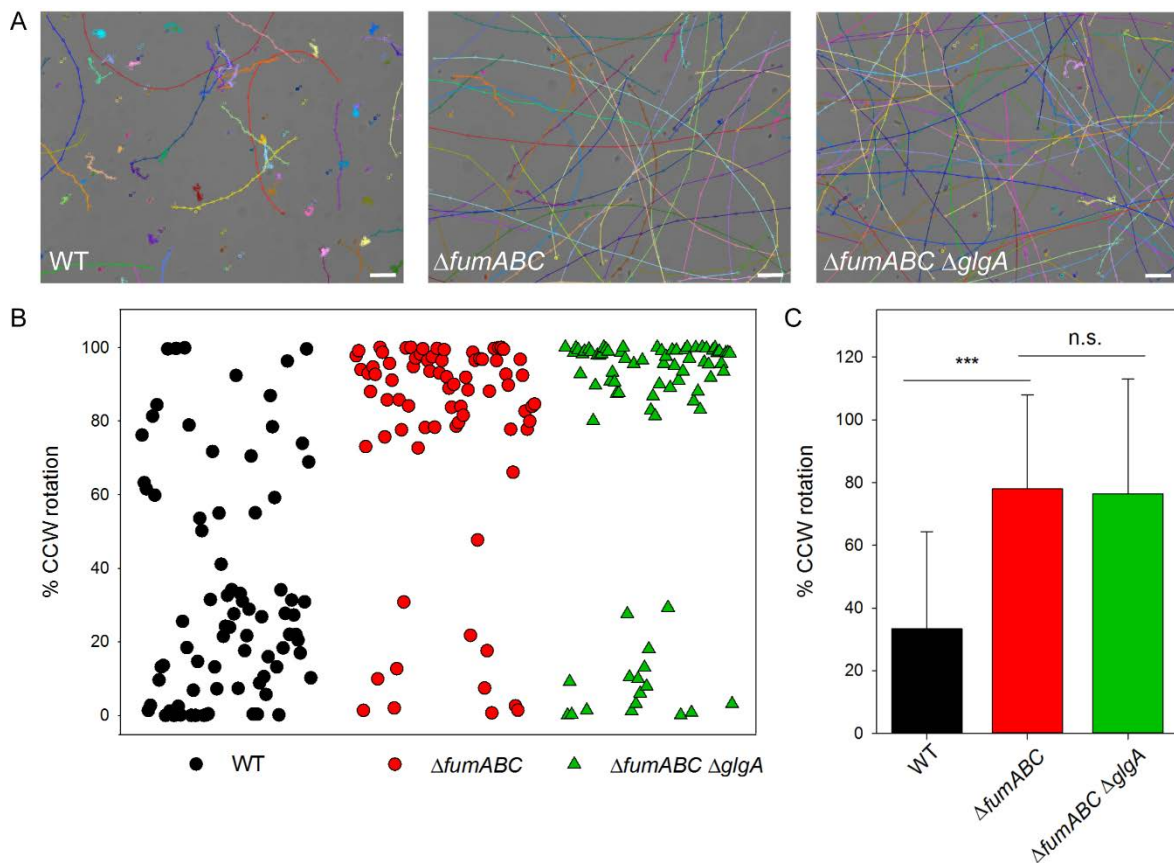 A
WT
ΔfumABC
ΔfumABC ΔglgA
B
% CCW rotation
100
80
60
40
20
0
WT
ΔfumABC
ΔfumABC ΔglgA
C
% CCW rotation
120
100
80
60
40
20
0
***
n.s.
WT
ΔfumABC
ΔfumABC ΔglgA